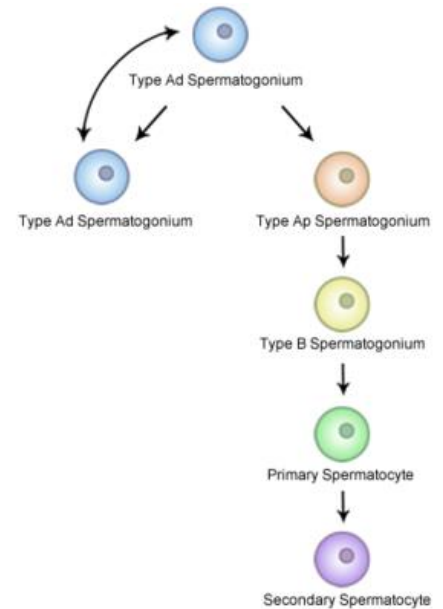 Type Ad Spermatogonium
Type Ad Spermatogonium
Type Ap Spermatogonium
Type B Spermatogonium
Primary Spermatocyte
Secondary Spermatocyte